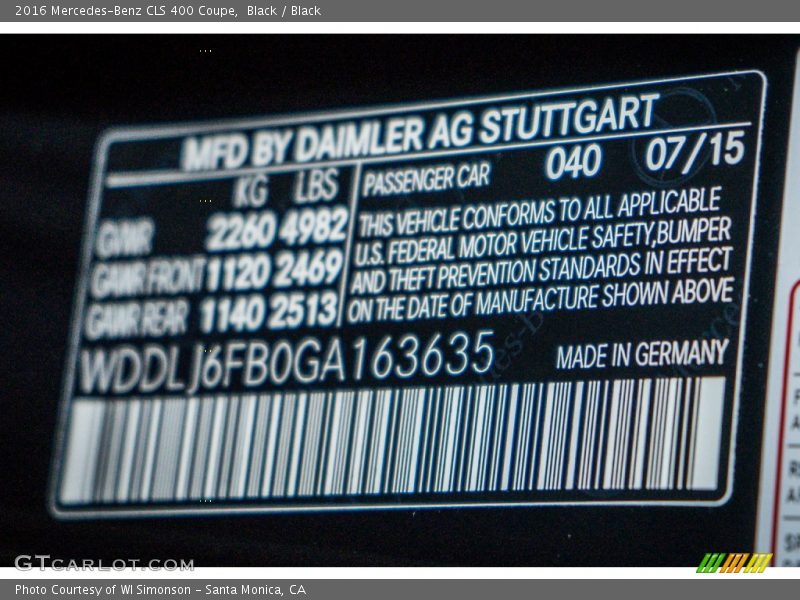 2016 Mercedes-Benz CLS 400 Coupe, Black / Black
MFD BY DAIMLER AG STUTTGART
KG LBS
GVWR 2260 4982
GAWR FRONT 1120 2469
GAWR REAR 1140 2513
PASSENGER CAR 040 07/15
THIS VEHICLE CONFORMS TO ALL APPLICABLE
U.S. FEDERAL MOTOR VEHICLE SAFETY,BUMPER
AND THEFT PREVENTION STANDARDS IN EFFECT
ON THE DATE OF MANUFACTURE SHOWN ABOVE
WDDLJ6FB0GA163635 MADE IN GERMANY
GTCARLOT.COM
Photo Courtesy of WI Simonson - Santa Monica, CA